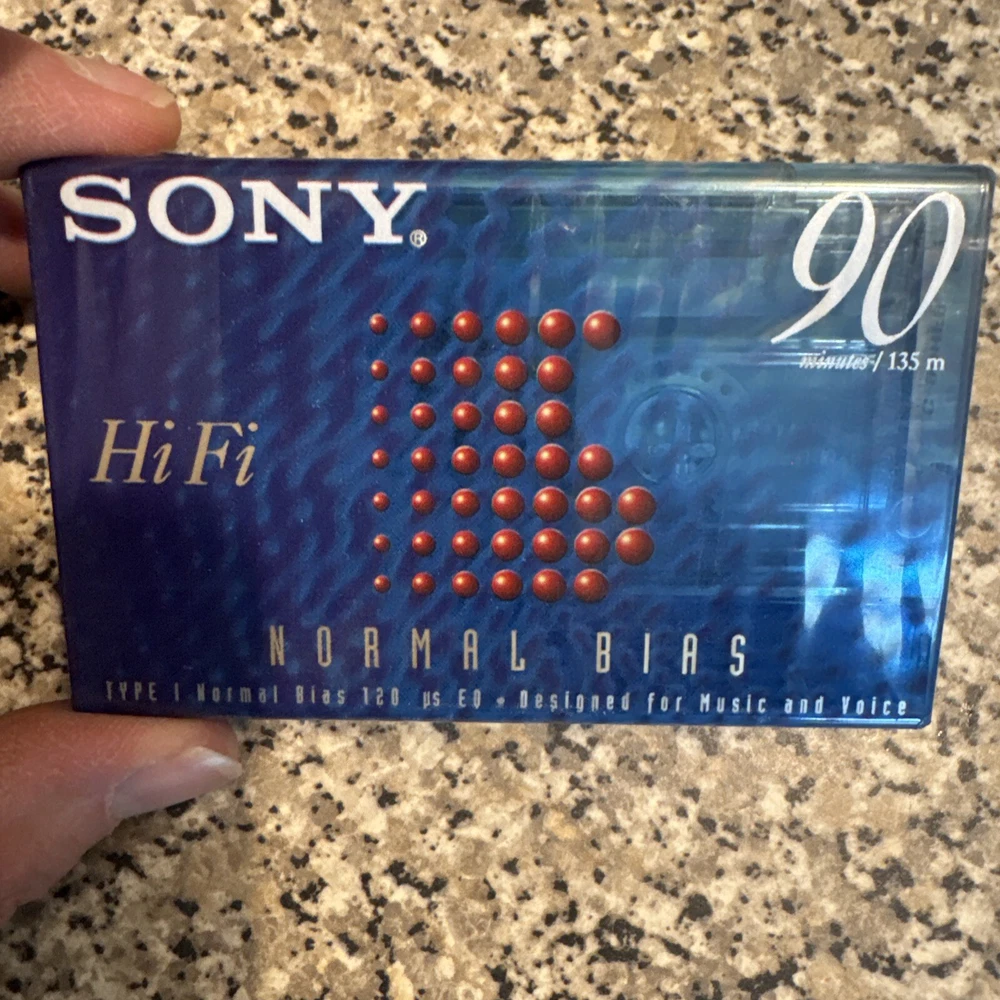 SONY®
90
minutes / 135 m
Hi Fi
NORMAL BIAS
TYPE I Normal Bias 120 µs EQ • Designed for Music and Voice